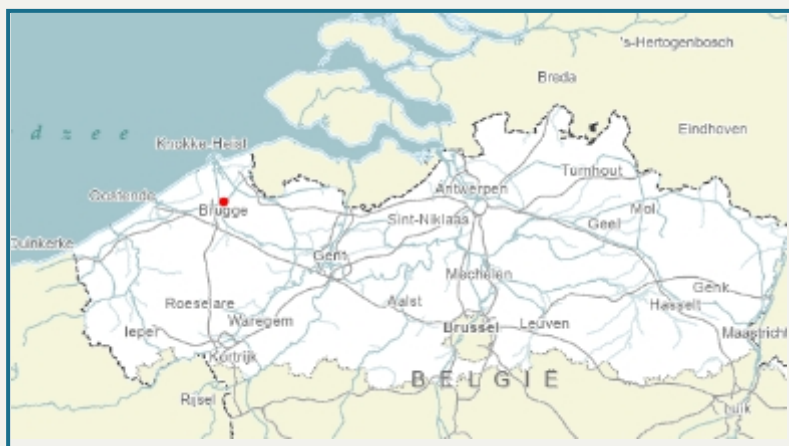 's-Hertogenbosch
Breda
Eindhoven
d z e e
Knokke-Heist
Turnhout
Oostende
Antwerpen
Brugge
Mol
Sint-Niklaas
Geel
Duinkerke
Gent
Mechelen
Genk
Roeselare
Aalst
Hasselt
Ieper
Waregem
Brussel
Leuven
Maastricht
Kortrijk
BELGIË
Rijsel
Luik